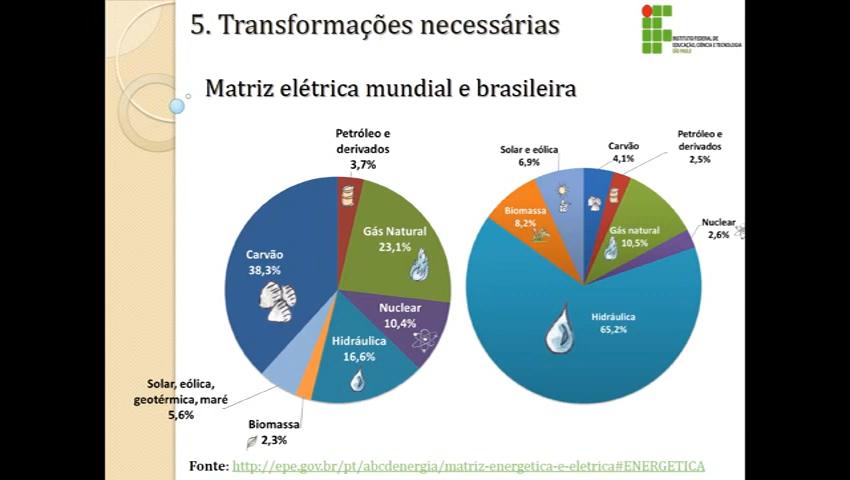 5. Transformações necessárias
INSTITUTO FEDERAL DE
EDUCAÇÃO, CIÊNCIA E TECNOLOGIA
SÃO PAULO
Matriz elétrica mundial e brasileira
Petróleo e
derivados
3,7%
Gás Natural
23,1%
Carvão
38,3%
Nuclear
10,4%
Hidráulica
16,6%
Solar, eólica,
geotérmica, maré
5,6%
Biomassa
2,3%
Solar e eólica
6,9%
Carvão
4,1%
Petróleo e
derivados
2,5%
Biomassa
8,2%
Gás natural
10,5%
Nuclear
2,6%
Hidráulica
65,2%
Fonte: http://epe.gov.br/pt/abcdenergia/matriz-energetica-e-eletrica#ENERGETICA